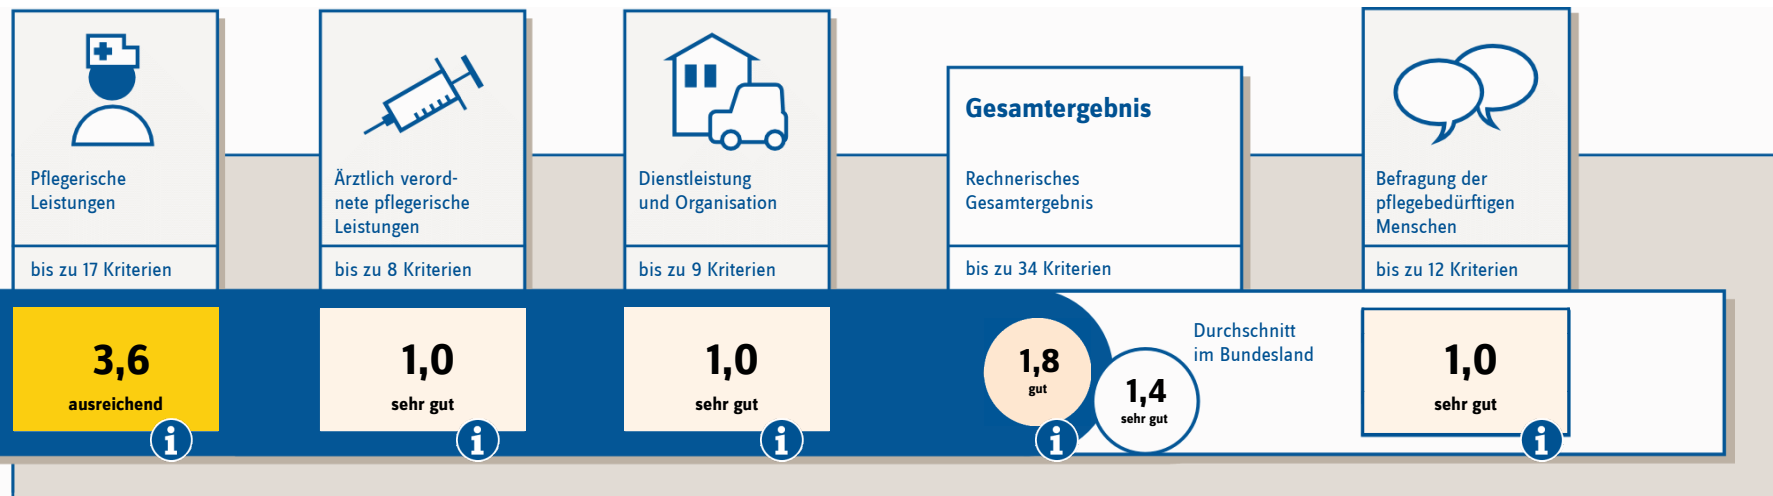 Pflegerische
Leistungen
bis zu 17 Kriterien
3,6
ausreichend
i
Ärztlich verord-
nete pflegerische
Leistungen
bis zu 8 Kriterien
1,0
sehr gut
i
Dienstleistung
und Organisation
bis zu 9 Kriterien
1,0
sehr gut
i
Gesamtergebnis
Rechnerisches
Gesamtergebnis
bis zu 34 Kriterien
1,8
gut
i
1,4
sehr gut
Durchschnitt
im Bundesland
Befragung der
pflegebedürftigen
Menschen
bis zu 12 Kriterien
1,0
sehr gut
i